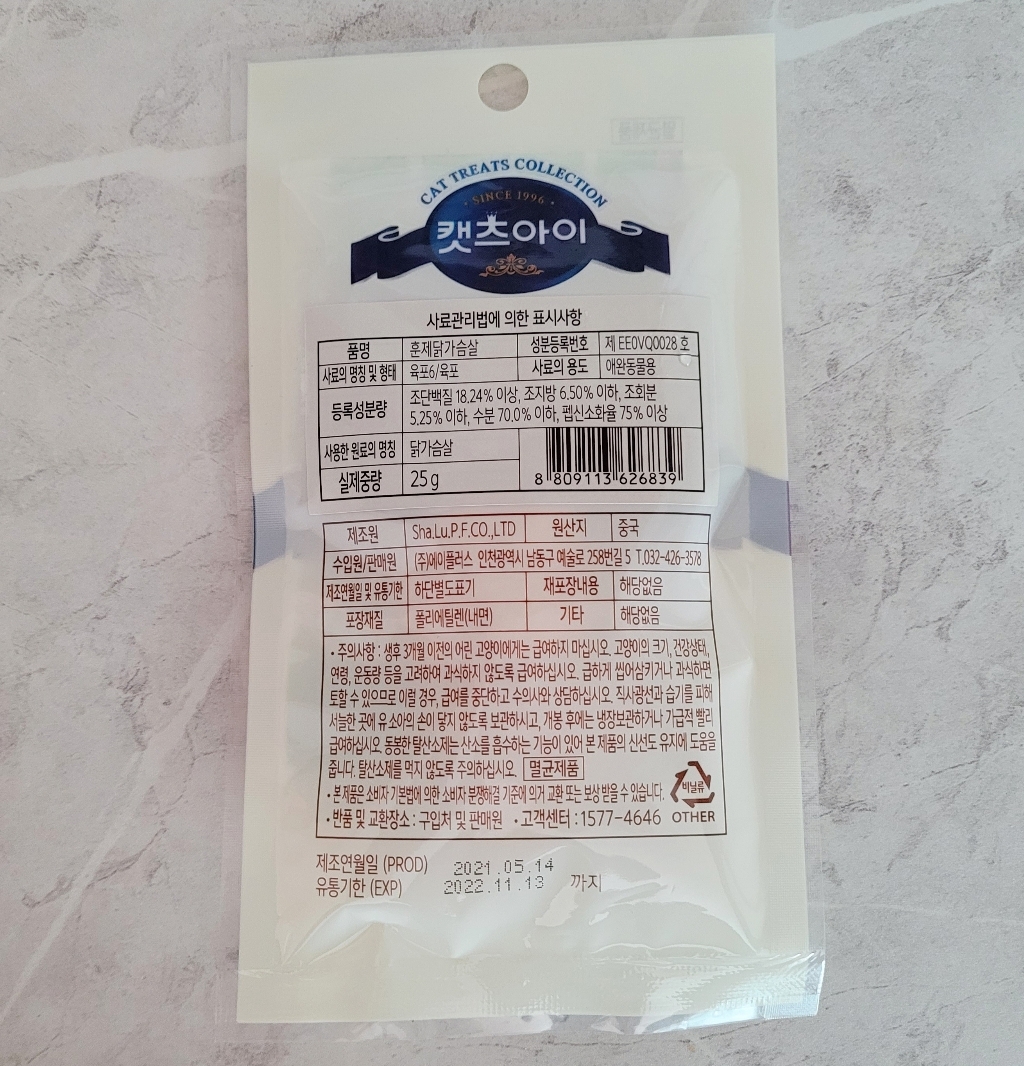 CAT TREATS COLLECTION
· SINCE 1996 ·
캣츠아이
사료관리법에 의한 표시사항
품명 훈제닭가슴살 성분등록번호 제 EE0VQ0028 호
사료의 명칭 및 형태 육포6/육포 사료의 용도 애완동물용
등록성분량 조단백질 18.24% 이상, 조지방 6.50% 이하, 조회분
5.25% 이하, 수분 70.0% 이하, 펩신소화율 75% 이상
사용한 원료의 명칭 닭가슴살
실제중량 25g
8 809113 626839
제조원 Sha.Lu.P.F.CO.,LTD 원산지 중국
수입원/판매원 (주)에이플러스 인천광역시 남동구 예술로 258번길 5 T.032-426-3578
제조연월일 및 유통기한 하단별도표기 재포장내용 해당없음
포장재질 폴리에틸렌(내면) 기타 해당없음
· 주의사항 : 생후 3개월 이전의 어린 고양이에게는 급여하지 마십시오. 고양이의 크기, 건강상태,
연령, 운동량 등을 고려하여 과식하지 않도록 급여하십시오. 급하게 씹어삼키거나 과식하면
토할 수 있으므로 이럴 경우, 급여를 중단하고 수의사와 상담하십시오. 직사광선과 습기를 피해
서늘한 곳에 유소아의 손이 닿지 않도록 보관하시고, 개봉 후에는 냉장보관하거나 가급적 빨리
급여하십시오. 동봉한 탈산소제는 산소를 흡수하는 기능이 있어 본 제품의 신선도 유지에 도움을
줍니다. 탈산소제를 먹지 않도록 주의하십시오. 멸균제품
· 본 제품은 소비자 기본법에 의한 소비자 분쟁해결 기준에 의거 교환 또는 보상 받을 수 있습니다.
· 반품 및 교환장소 : 구입처 및 판매원 · 고객센터 : 1577-4646
비닐류
OTHER
제조연월일 (PROD) 2021.05.14
유통기한 (EXP) 2022.11.13 까지